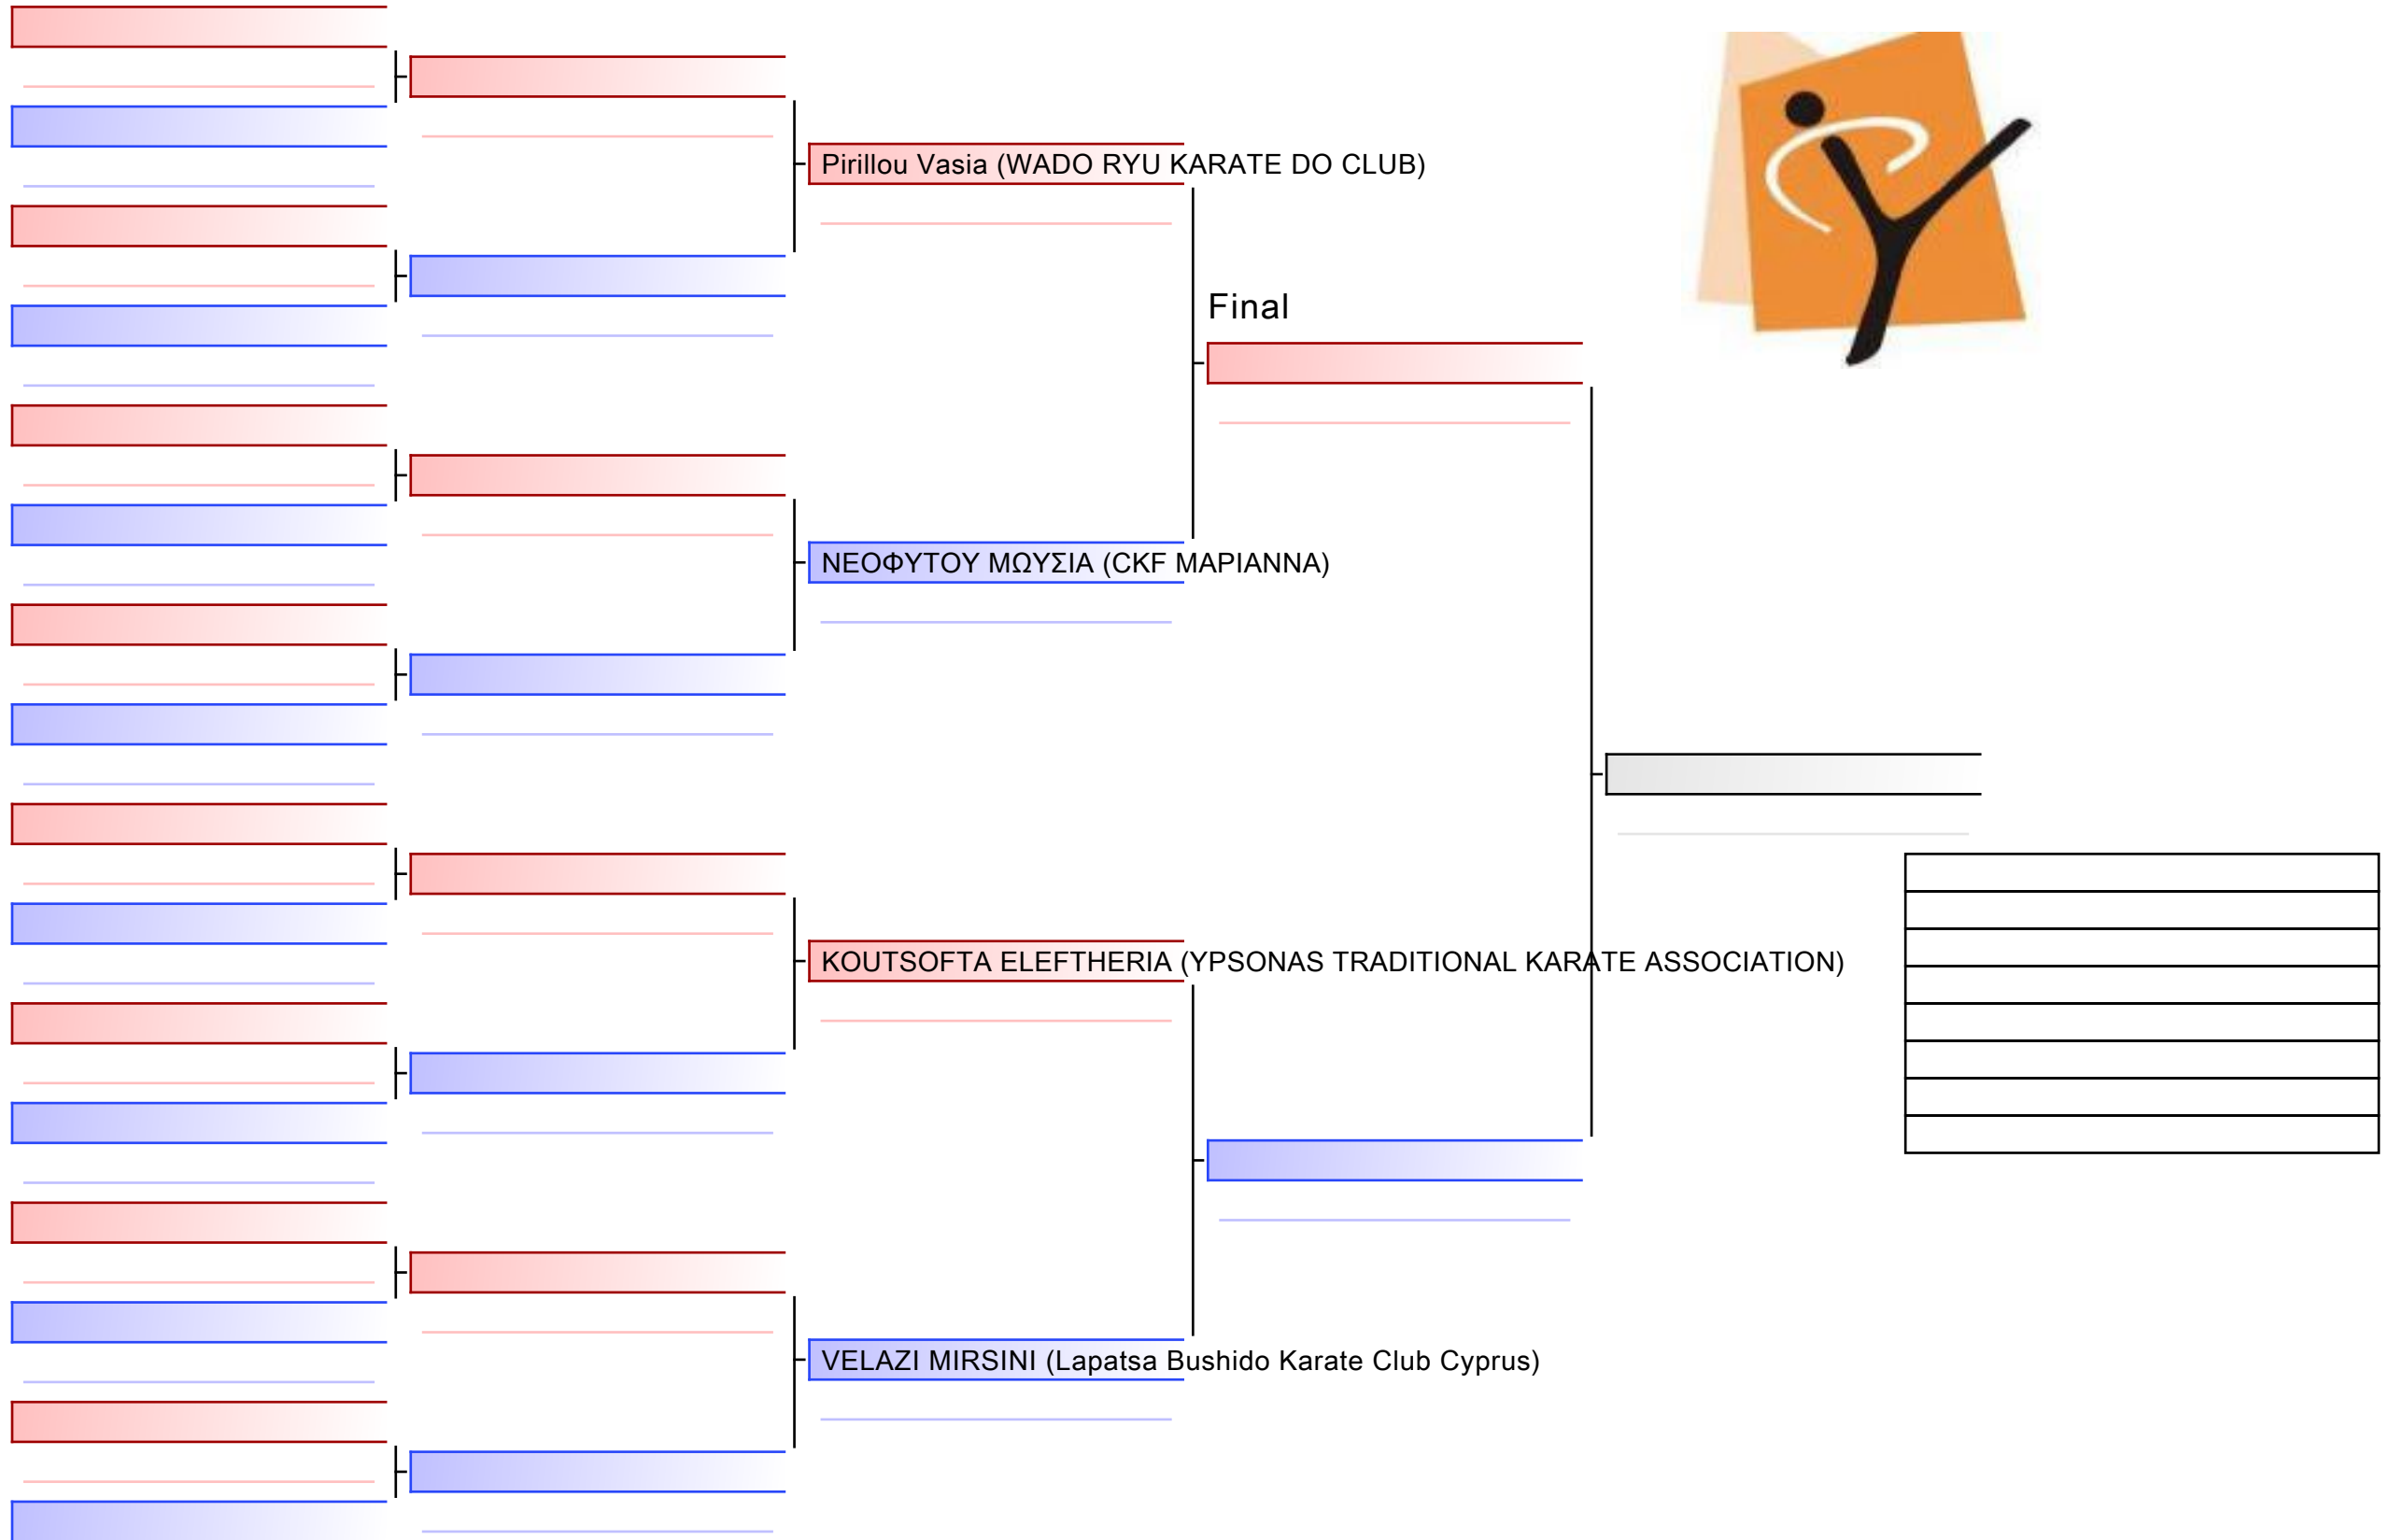 Pirillou Vasia (WADO RYU KARATE DO CLUB)
Final
ΝΕΟΦΥΤΟΥ ΜΩΥΣΙΑ (CKF ΜΑΡΙΑΝΝΑ)
KOUTSOFTA ELEFTHERIA (YPSONAS TRADITIONAL KARATE ASSOCIATION)
VELAZI MIRSINI (Lapatsa Bushido Karate Club Cyprus)